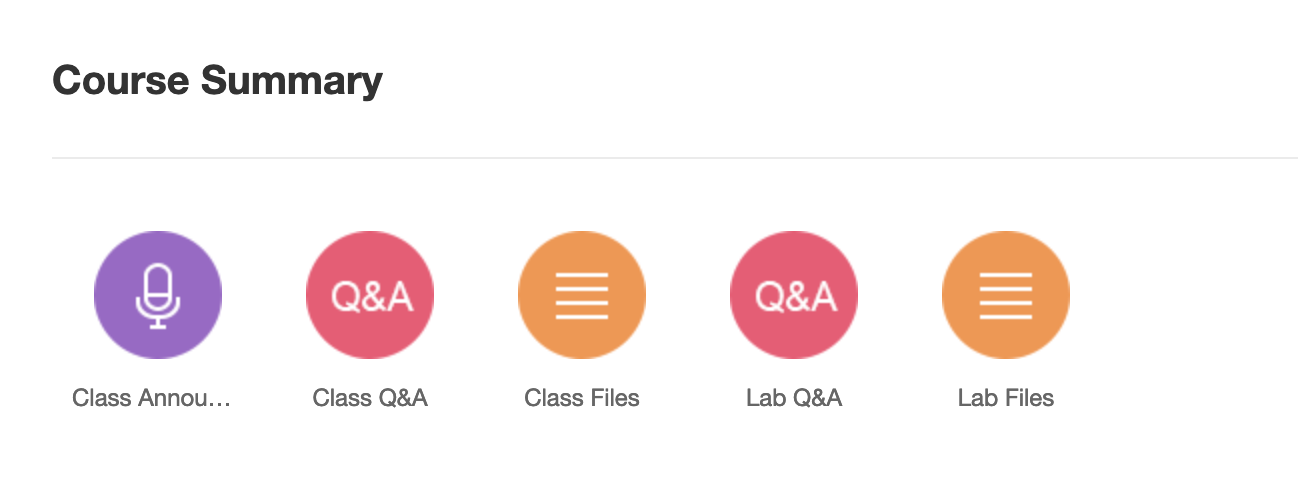 Course Summary
Q&A
Q&A
Class Annou...
Class Q&A
Class Files
Lab Q&A
Lab Files